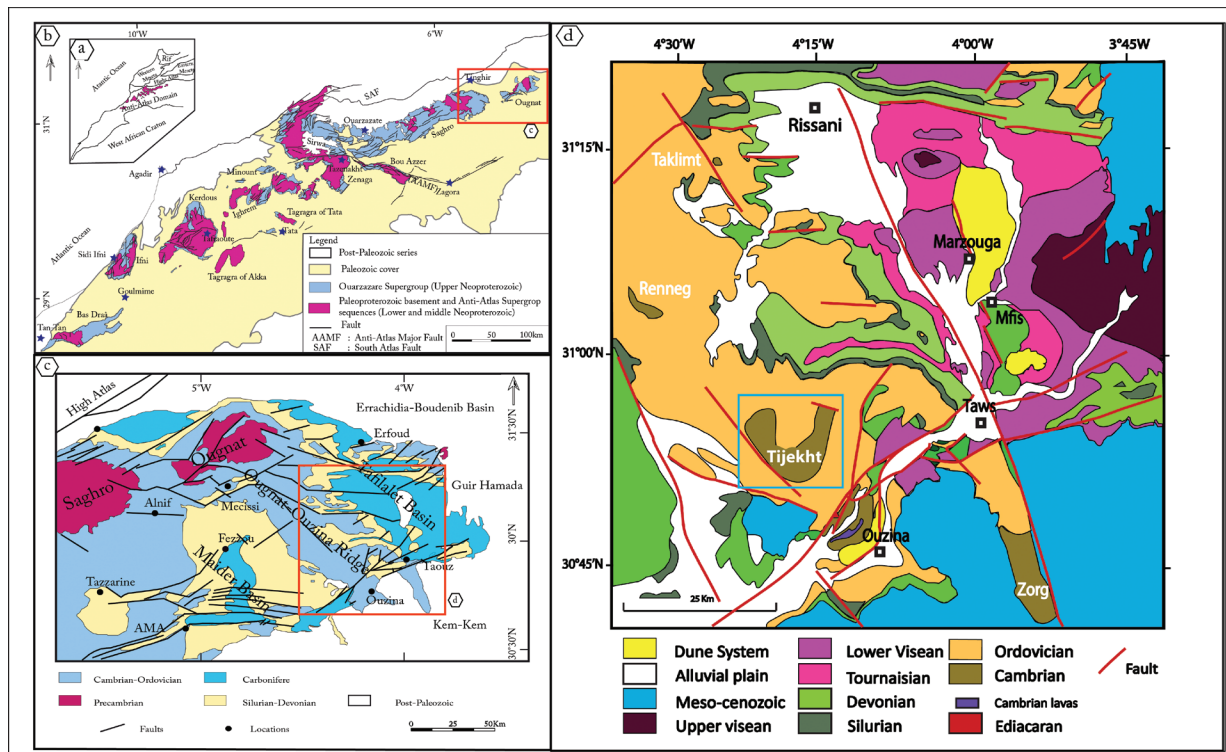 b
10°W
6°W
a
Rif
Atlantic Ocean
Western
Meseta
High Atlas
Anti-Atlas Domain
West African Craton
SAF
Tinghir
Ougnat
c
31°N
Ouarzazate
Saghro
Sirwa
Agadir
Bou Azzer
Tazenakht
Zenaga
(AAMF)
Zagora
Minount
Kerdous
Ighrem
Tagragra of Tata
Tata
Tafraoute
Atlantic Ocean
Sidi Ifni
Ifni
Tagragra of Akka
Goulmime
29°N
Bas Draâ
Tan-Tan
Legend
Post-Paleozoic series
Paleozoic cover
Ouarzazare Supergroup (Upper Neoproterozoic)
Paleoproterozoic basement and Anti-Atlas Supergrop
sequences (Lower and middle Neoproterozoic)
Fault
AAMF : Anti-Atlas Major Fault
SAF : South Atlas Fault
0 50 100km
c
5°W
4°W
High Atlas
Errachidia-Boudenib Basin
31°30'N
Erfoud
Ougnat
Tafilalet Basin
Guir Hamada
Saghro
Ougnat-Ouzina Ridge
Alnif
Mecissi
30°N
Fezzou
Maider Basin
Taouz
Tazzarine
Ouzina
d
AMA
Kem-Kem
30°30'N
Cambrian-Ordovician
Carbonifere
Precambrian
Silurian-Devonian
Post-Paleozoic
Faults
Locations
0 25 50Km
d
4°30'W
4°15'W
4°00'W
3°45'W
Rissani
31°15'N
Taklimt
Marzouga
Renneg
Mfis
31°00'N
Taws
Tijekht
Ouzina
30°45'N
Zorg
25 Km
Dune System
Lower Visean
Ordovician
Alluvial plain
Tournaisian
Cambrian
Fault
Meso-cenozoic
Devonian
Cambrian lavas
Upper visean
Silurian
Ediacaran